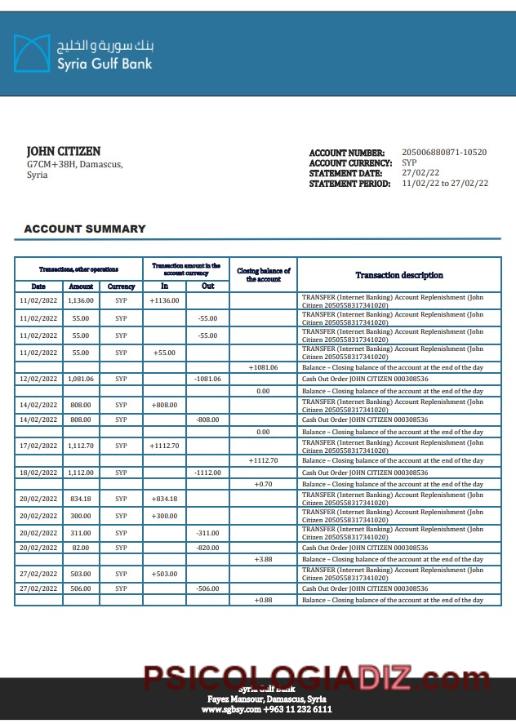 بنك سورية و الخليج
Syria Gulf Bank
JOHN CITIZEN
G7CM+38H, Damascus,
Syria
ACCOUNT NUMBER: 205006880871-10520
ACCOUNT CURRENCY: SYP
STATEMENT DATE: 27/02/22
STATEMENT PERIOD: 11/02/22 to 27/02/22
ACCOUNT SUMMARY
Transactions, other operations
Transaction amount in the
account currency
Closing balance of
the account
Transaction description
Date Amount Currency In Out
11/02/2022 1,136.00 SYP +1136.00 TRANSFER (Internet Banking) Account Replenishment (John
Citizen 2050558317341020)
11/02/2022 55.00 SYP -55.00 TRANSFER (Internet Banking) Account Replenishment (John
Citizen 2050558317341020)
11/02/2022 55.00 SYP -55.00 TRANSFER (Internet Banking) Account Replenishment (John
Citizen 2050558317341020)
11/02/2022 55.00 SYP +55.00 TRANSFER (Internet Banking) Account Replenishment (John
Citizen 2050558317341020)
+1081.06 Balance – Closing balance of the account at the end of the day
12/02/2022 1,081.06 SYP -1081.06 Cash Out Order JOHN CITIZEN 000308536
0.00 Balance – Closing balance of the account at the end of the day
14/02/2022 808.00 SYP +808.00 TRANSFER (Internet Banking) Account Replenishment (John
Citizen 2050558317341020)
14/02/2022 808.00 SYP -808.00 Cash Out Order JOHN CITIZEN 000308536
0.00 Balance – Closing balance of the account at the end of the day
17/02/2022 1,112.70 SYP +1112.70 TRANSFER (Internet Banking) Account Replenishment (John
Citizen 2050558317341020)
+1112.70 Balance – Closing balance of the account at the end of the day
18/02/2022 1,112.00 SYP -1112.00 Cash Out Order JOHN CITIZEN 000308536
+0.70 Balance – Closing balance of the account at the end of the day
20/02/2022 834.18 SYP +834.18 TRANSFER (Internet Banking) Account Replenishment (John
Citizen 2050558317341020)
20/02/2022 300.00 SYP +300.00 TRANSFER (Internet Banking) Account Replenishment (John
Citizen 2050558317341020)
20/02/2022 311.00 SYP -311.00 TRANSFER (Internet Banking) Account Replenishment (John
Citizen 2050558317341020)
20/02/2022 82.00 SYP -820.00 Cash Out Order JOHN CITIZEN 000308536
+3.88 Balance – Closing balance of the account at the end of the day
27/02/2022 503.00 SYP +503.00 TRANSFER (Internet Banking) Account Replenishment (John
Citizen 2050558317341020)
27/02/2022 506.00 SYP -506.00 Cash Out Order JOHN CITIZEN 000308536
+0.88 Balance – Closing balance of the account at the end of the day
PSICOLOGIADIZ.com
Syria Gulf Bank
Fayez Mansour, Damascus, Syria
www.sgbsy.com +963 11 232 6111